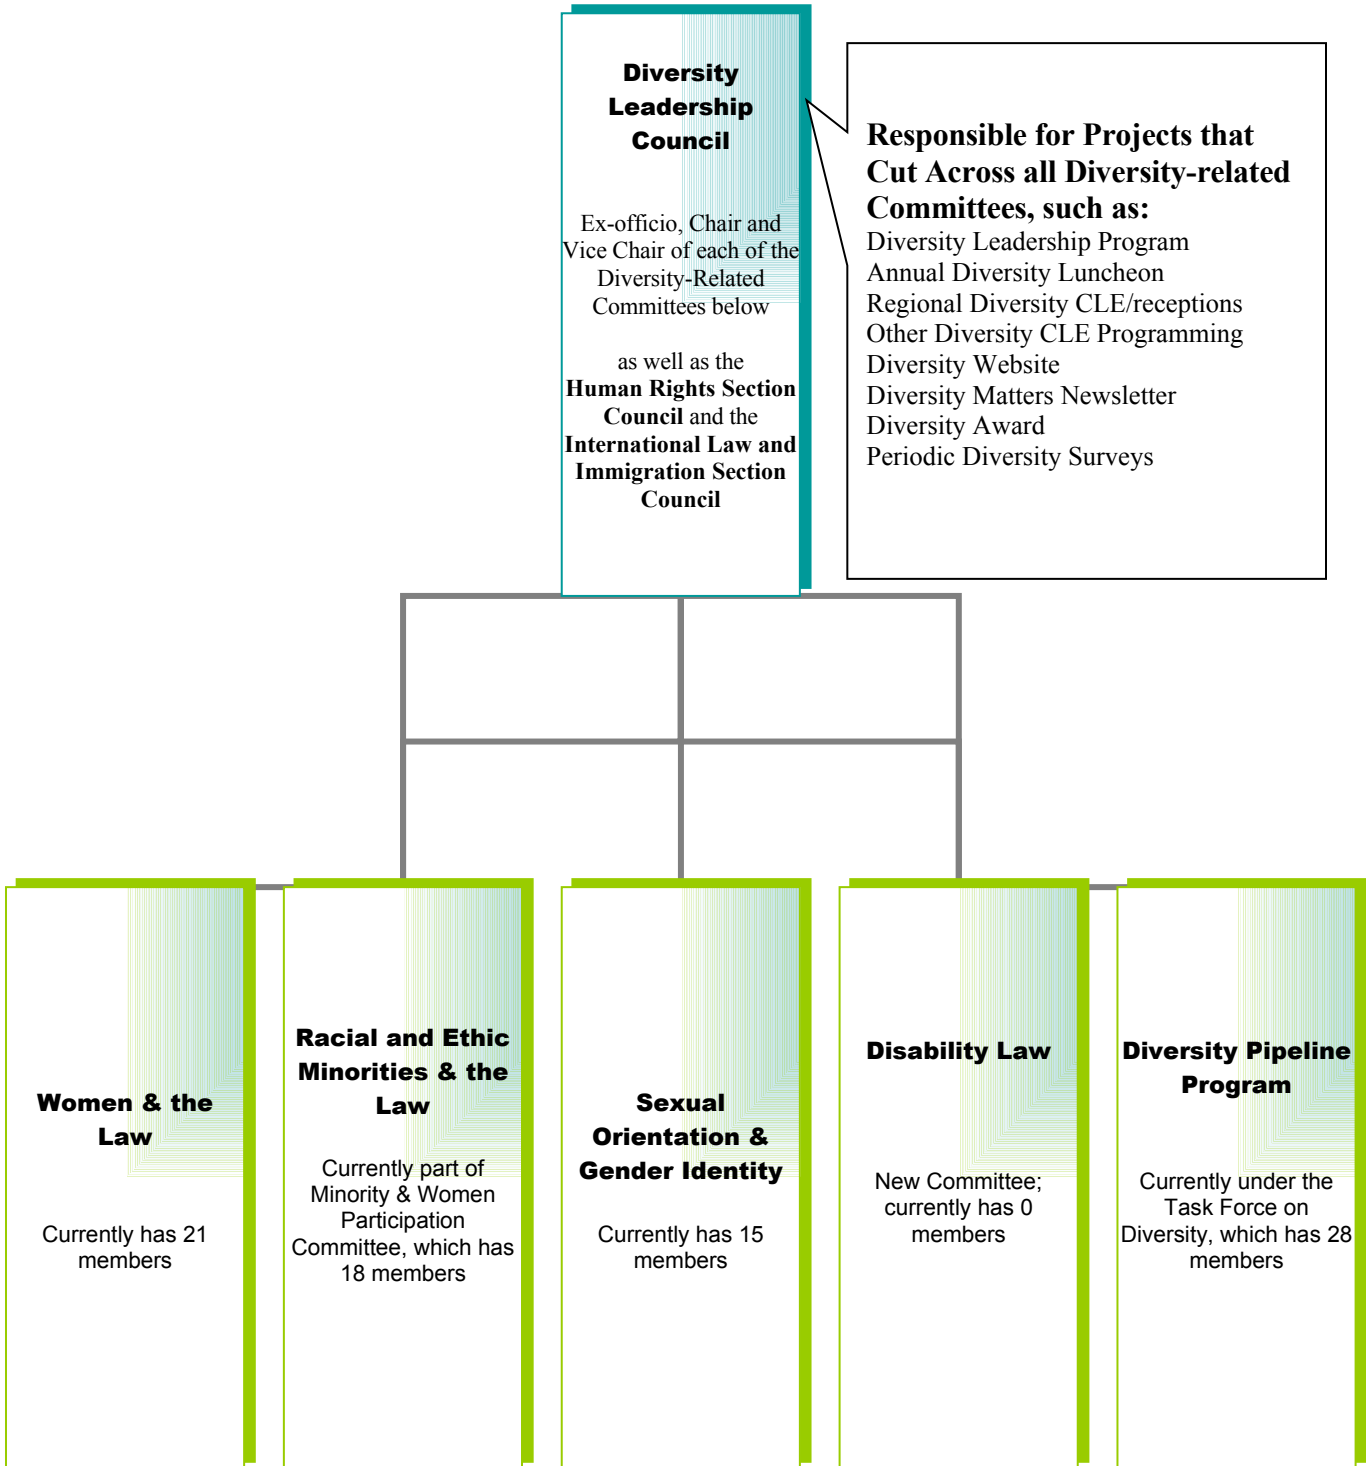 Diversity
Leadership
Council
Ex-officio, Chair and
Vice Chair of each of the
Diversity-Related
Committees below
as well as the
Human Rights Section
Council and the
International Law and
Immigration Section
Council
Responsible for Projects that
Cut Across all Diversity-related
Committees, such as:
Diversity Leadership Program
Annual Diversity Luncheon
Regional Diversity CLE/receptions
Other Diversity CLE Programming
Diversity Website
Diversity Matters Newsletter
Diversity Award
Periodic Diversity Surveys
Women & the
Law
Currently has 21
members
Racial and Ethic
Minorities & the
Law
Currently part of
Minority & Women
Participation
Committee, which has
18 members
Sexual
Orientation &
Gender Identity
Currently has 15
members
Disability Law
New Committee;
currently has 0
members
Diversity Pipeline
Program
Currently under the
Task Force on
Diversity, which has 28
members